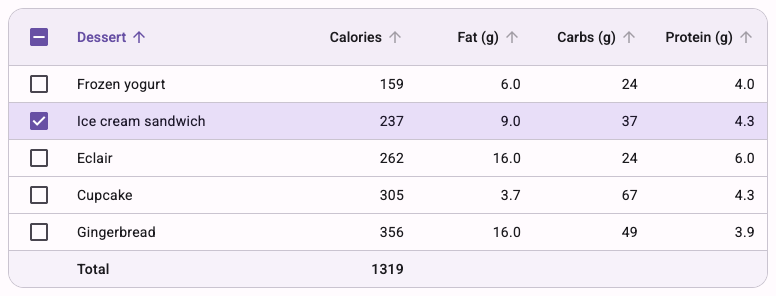 Dessert Calories Fat (g) Carbs (g) Protein (g)
Frozen yogurt 159 6.0 24 4.0
Ice cream sandwich 237 9.0 37 4.3
Eclair 262 16.0 24 6.0
Cupcake 305 3.7 67 4.3
Gingerbread 356 16.0 49 3.9
Total 1319